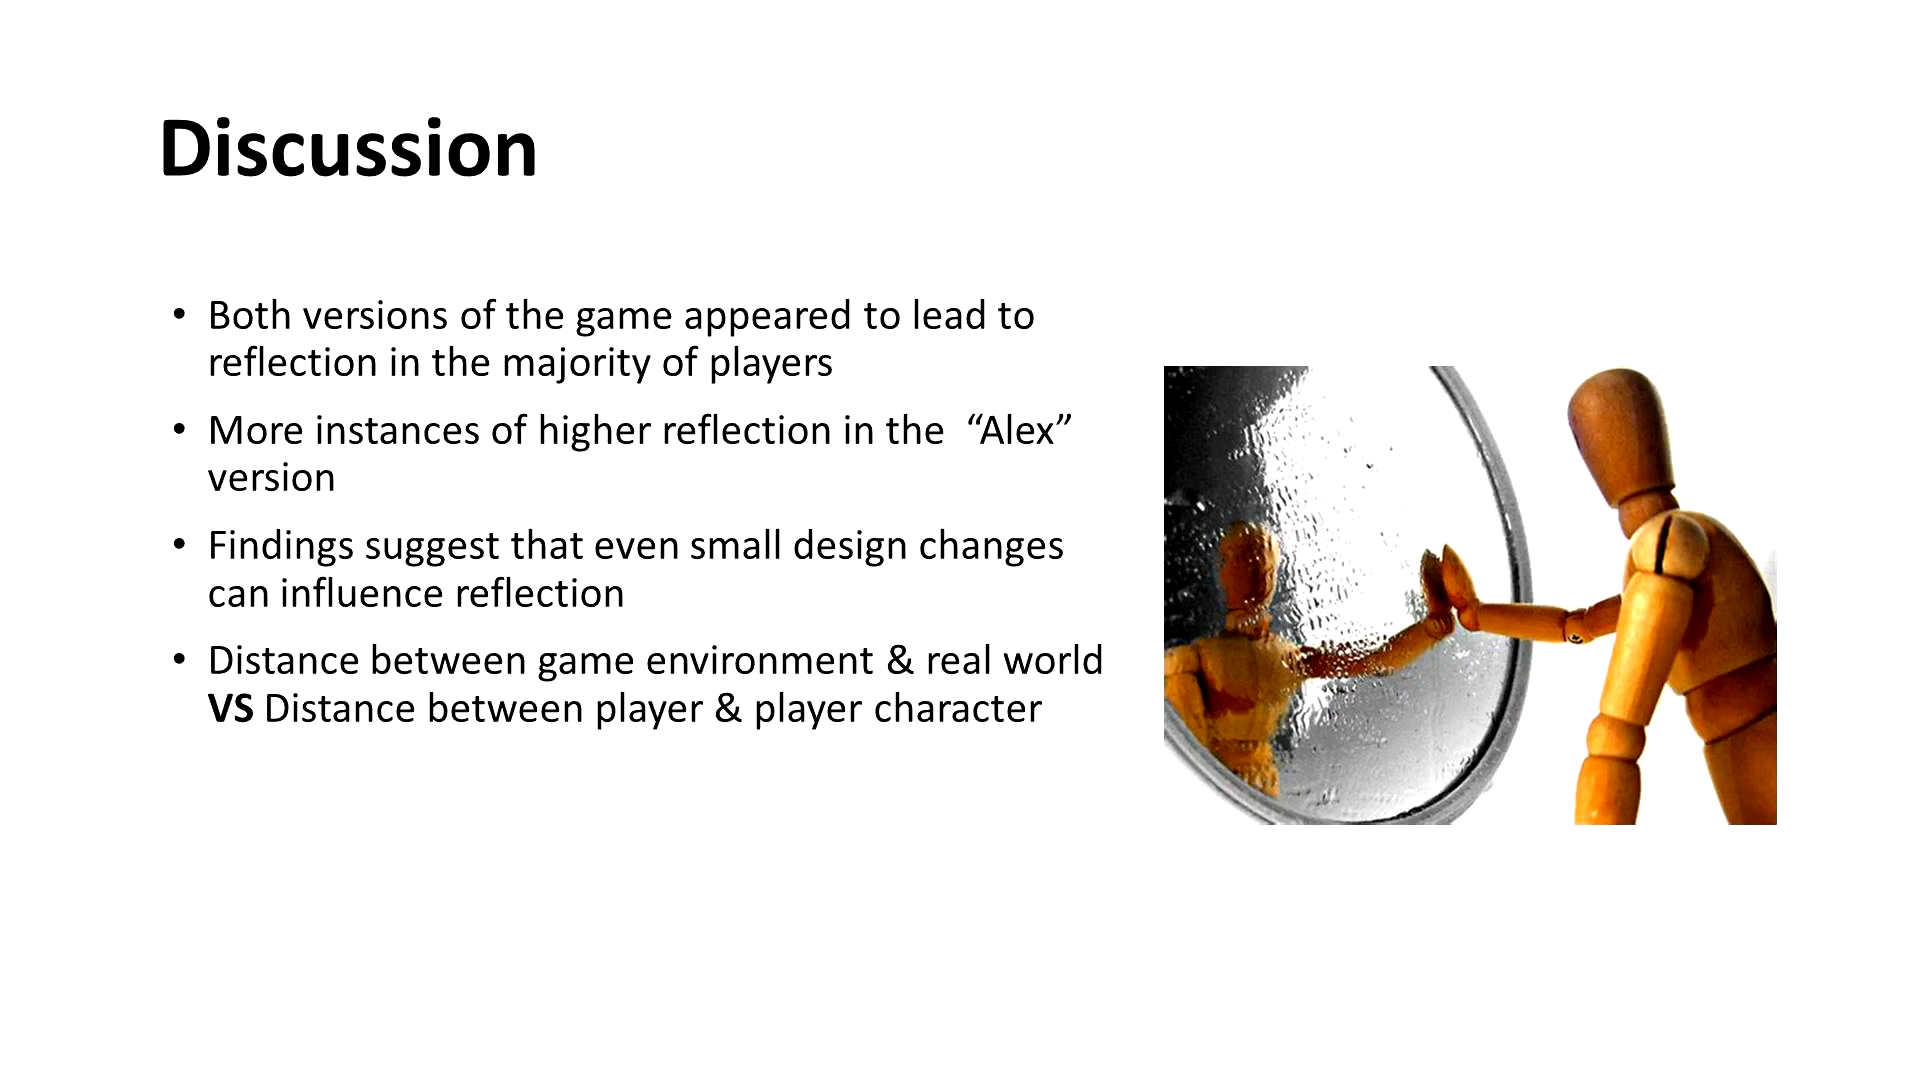 Discussion
• Both versions of the game appeared to lead to
reflection in the majority of players
• More instances of higher reflection in the  “Alex”
version
• Findings suggest that even small design changes
can influence reflection
• Distance between game environment & real world
VS Distance between player & player character